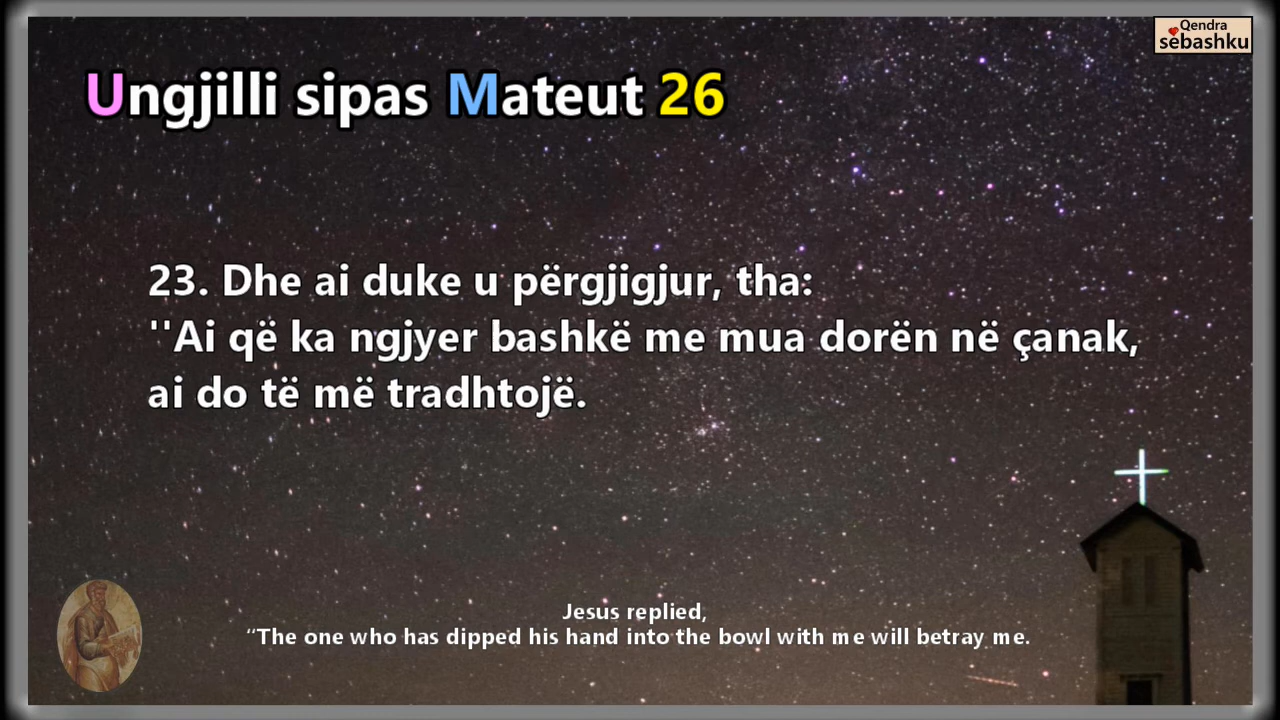 Qendra
sëbashku
Ungjilli sipas Mateut 26
23. Dhe ai duke u përgjigjur, tha:
''Ai që ka ngjyer bashkë me mua dorën në çanak,
ai do të më tradhtojë.
Jesus replied,
“The one who has dipped his hand into the bowl with me will betray me.